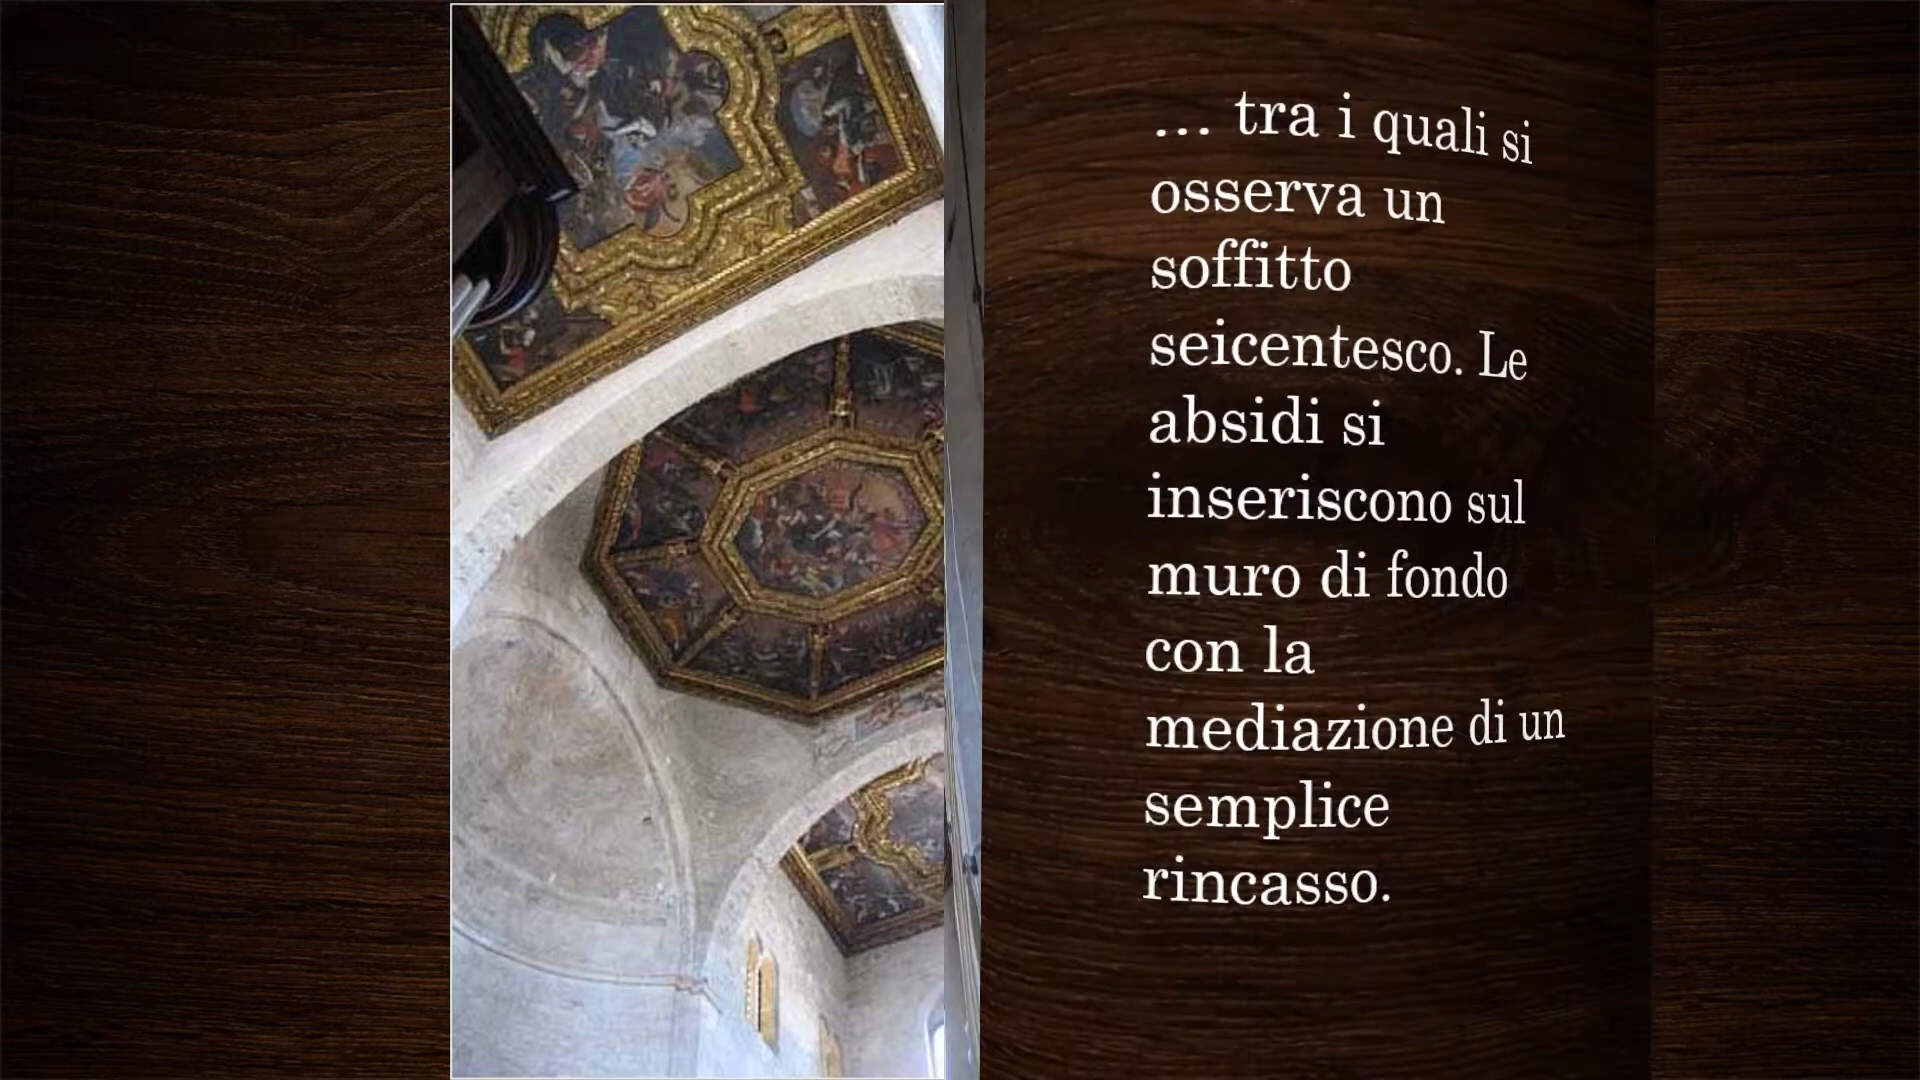 ... tra i quali si
osserva un
soffitto
seicentesco. Le
absidi si
inseriscono sul
muro di fondo
con la
mediazione di un
semplice
rincasso.